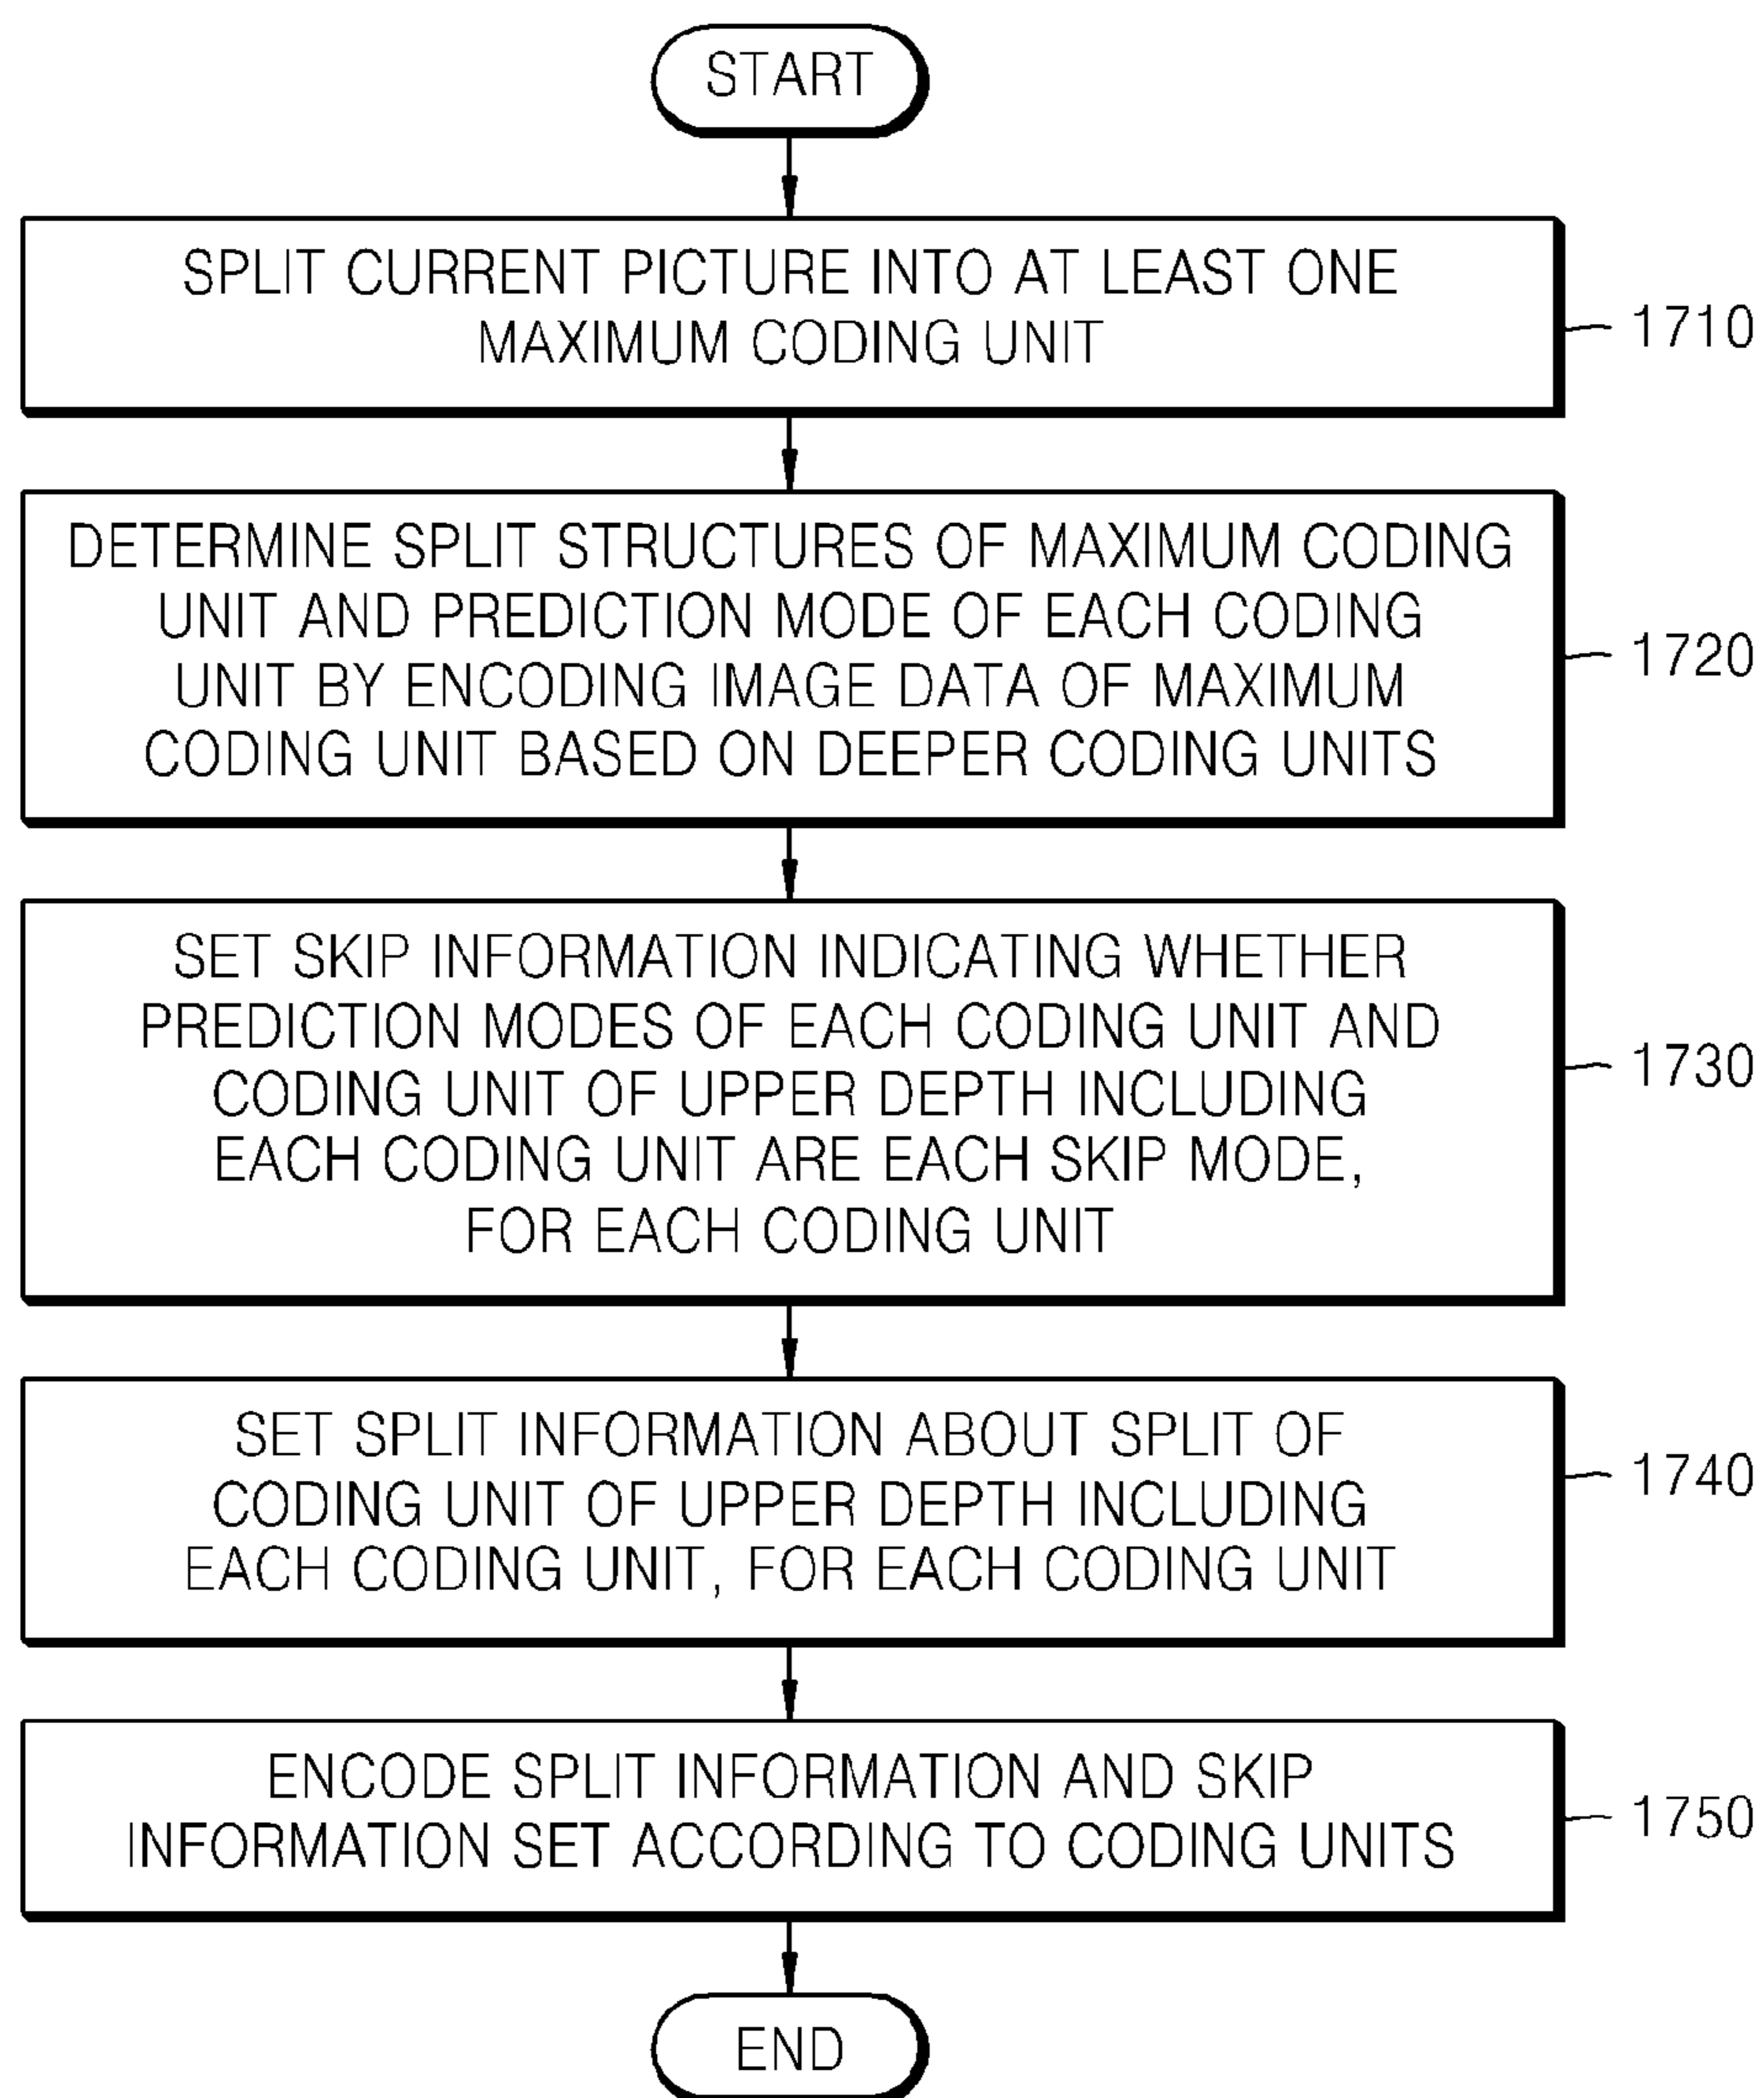 START
SPLIT CURRENT PICTURE INTO AT LEAST ONE
MAXIMUM CODING UNIT
1710
DETERMINE SPLIT STRUCTURES OF MAXIMUM CODING
UNIT AND PREDICTION MODE OF EACH CODING
UNIT BY ENCODING IMAGE DATA OF MAXIMUM
CODING UNIT BASED ON DEEPER CODING UNITS
1720
SET SKIP INFORMATION INDICATING WHETHER
PREDICTION MODES OF EACH CODING UNIT AND
CODING UNIT OF UPPER DEPTH INCLUDING
EACH CODING UNIT ARE EACH SKIP MODE,
FOR EACH CODING UNIT
1730
SET SPLIT INFORMATION ABOUT SPLIT OF
CODING UNIT OF UPPER DEPTH INCLUDING
EACH CODING UNIT, FOR EACH CODING UNIT
1740
ENCODE SPLIT INFORMATION AND SKIP
INFORMATION SET ACCORDING TO CODING UNITS
1750
END